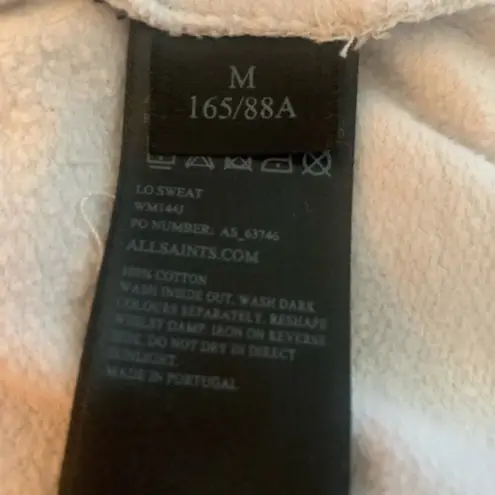 M
165/88A
LO SWEAT
WM144J
PO NUMBER: AS_63746
ALLSAINTS.COM
100% COTTON
WASH INSIDE OUT. WASH DARK
COLOURS SEPARATELY. RESHAPE
WHILST DAMP. IRON ON REVERSE
SIDE. DO NOT DRY IN DIRECT
SUNLIGHT.
MADE IN PORTUGAL